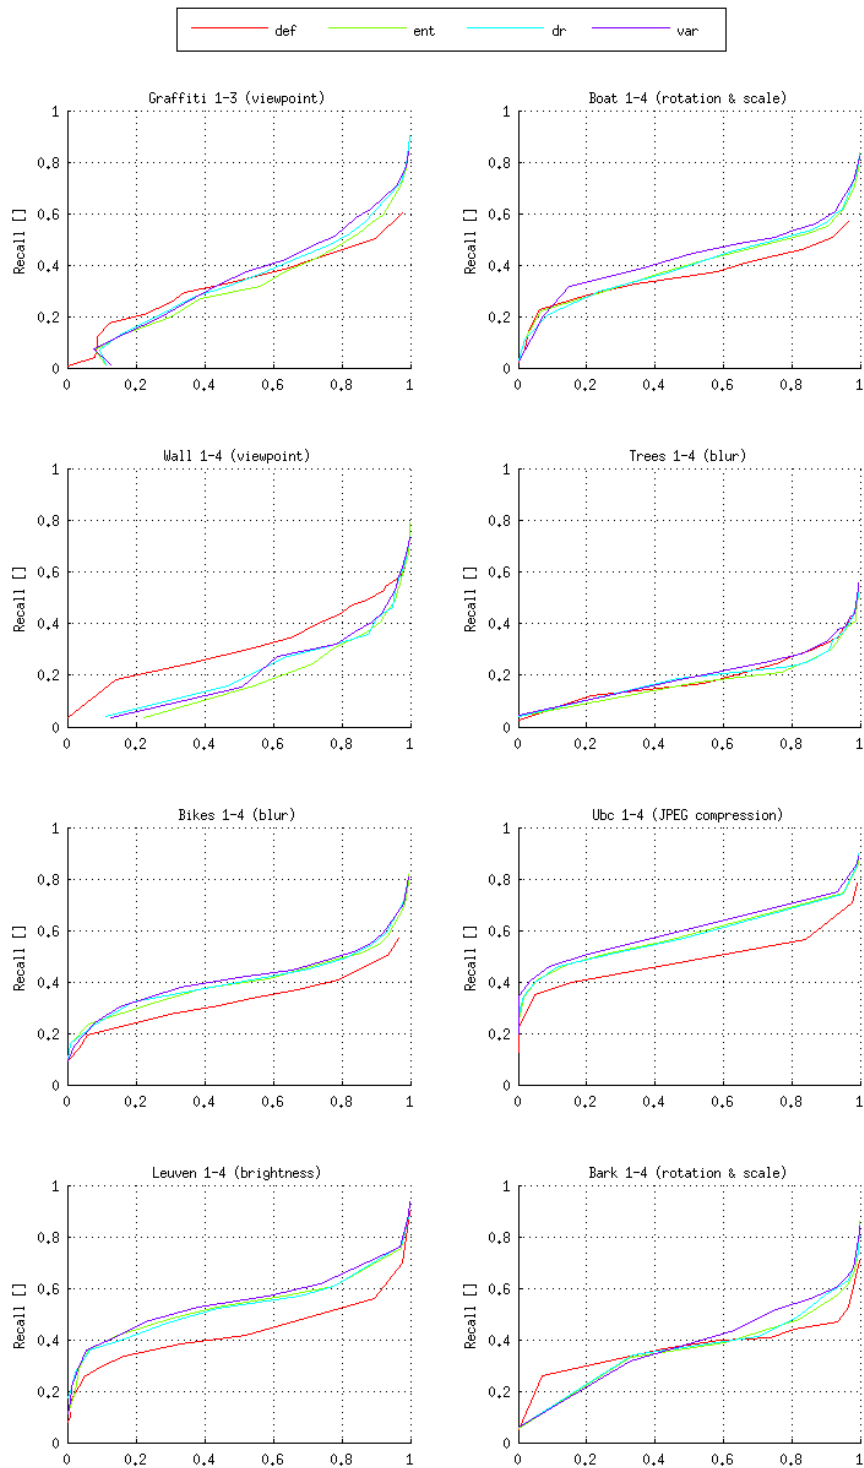 def ent dr var
Graffiti 1-3 (viewpoint)
Recall []
1
0.8
0.6
0.4
0.2
0
0 0.2 0.4 0.6 0.8 1
Boat 1-4 (rotation & scale)
Recall []
1
0.8
0.6
0.4
0.2
0
0 0.2 0.4 0.6 0.8 1
Wall 1-4 (viewpoint)
Recall []
1
0.8
0.6
0.4
0.2
0
0 0.2 0.4 0.6 0.8 1
Trees 1-4 (blur)
Recall []
1
0.8
0.6
0.4
0.2
0
0 0.2 0.4 0.6 0.8 1
Bikes 1-4 (blur)
Recall []
1
0.8
0.6
0.4
0.2
0
0 0.2 0.4 0.6 0.8 1
Ubc 1-4 (JPEG compression)
Recall []
1
0.8
0.6
0.4
0.2
0
0 0.2 0.4 0.6 0.8 1
Leuven 1-4 (brightness)
Recall []
1
0.8
0.6
0.4
0.2
0
0 0.2 0.4 0.6 0.8 1
Bark 1-4 (rotation & scale)
Recall []
1
0.8
0.6
0.4
0.2
0
0 0.2 0.4 0.6 0.8 1